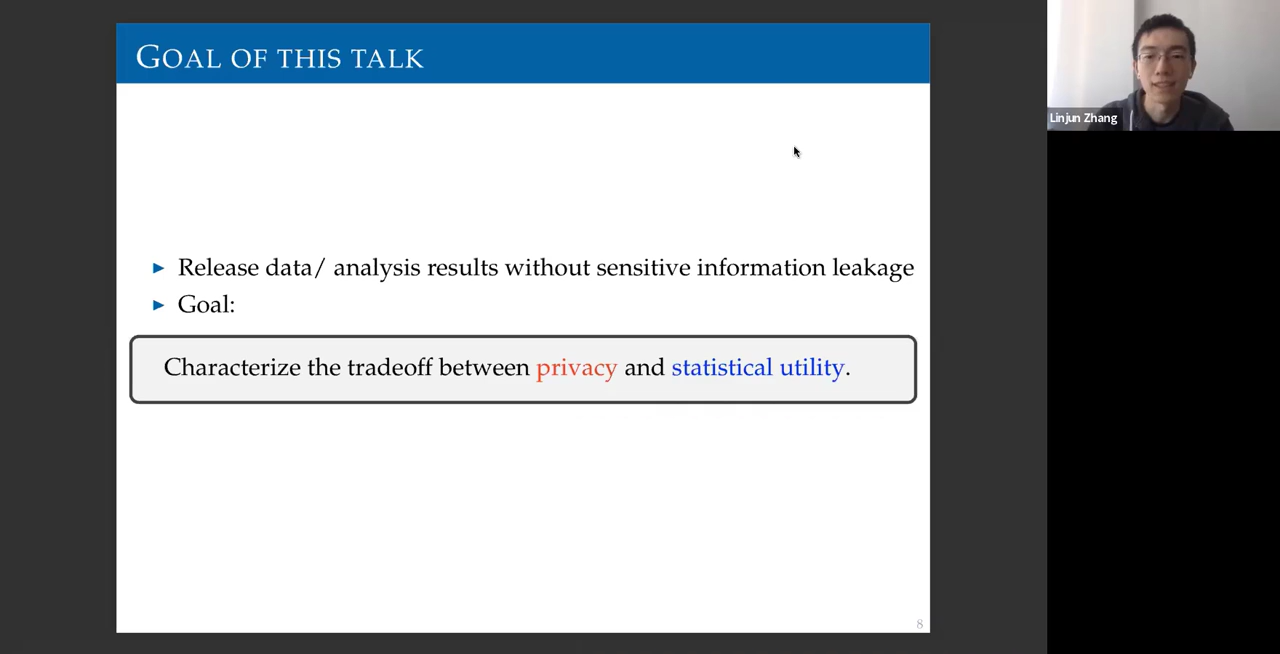 GOAL OF THIS TALK
Release data/ analysis results without sensitive information leakage
Goal:
Characterize the tradeoff between privacy and statistical utility.
8
Linjun Zhang